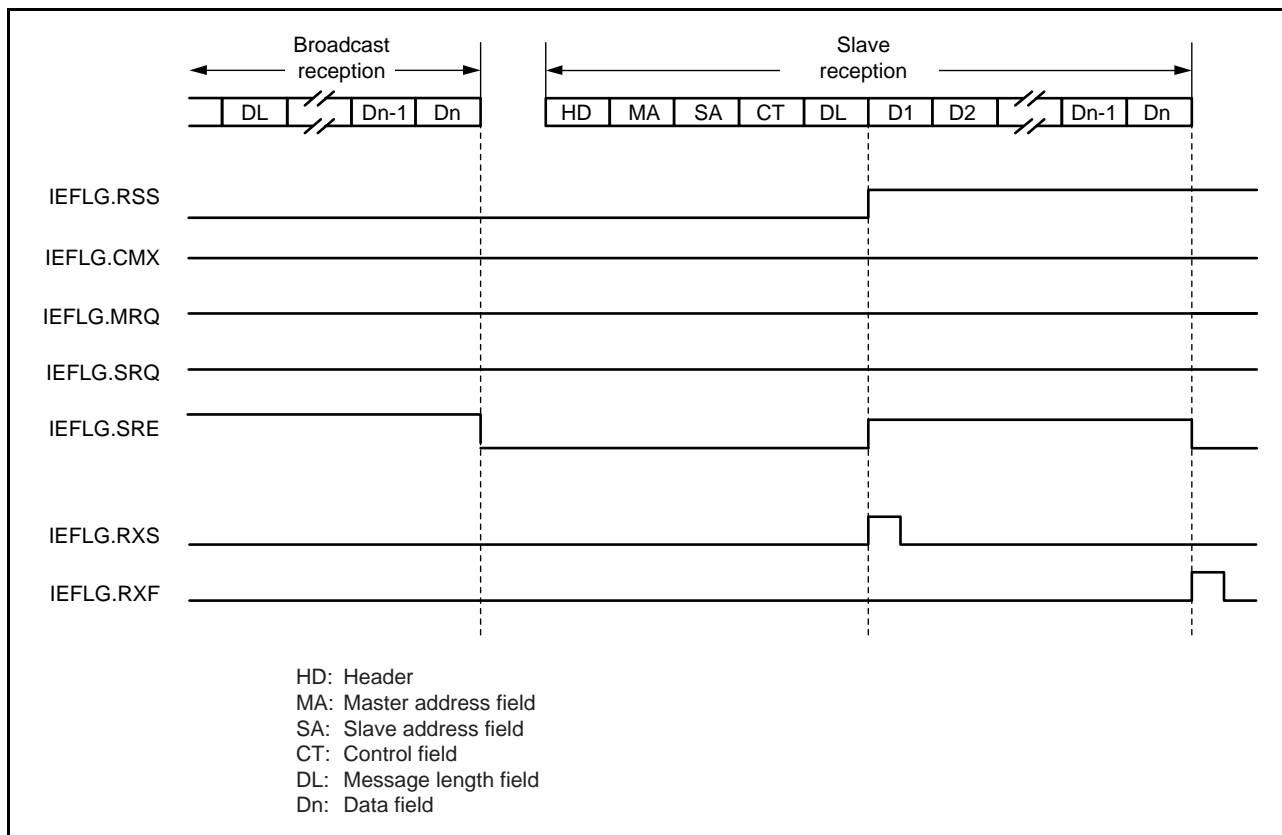 Broadcast
reception
Slave
reception
DL Dn-1 Dn HD MA SA CT DL D1 D2 Dn-1 Dn
IEFLG.RSS
IEFLG.CMX
IEFLG.MRQ
IEFLG.SRQ
IEFLG.SRE
IEFLG.RXS
IEFLG.RXF
HD: Header
MA: Master address field
SA: Slave address field
CT: Control field
DL: Message length field
Dn: Data field